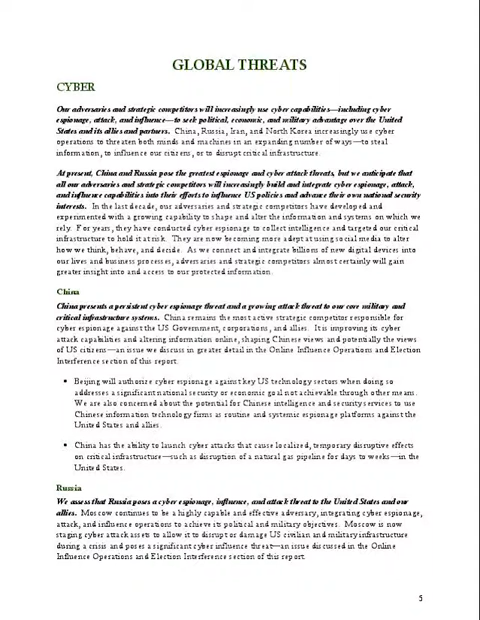 GLOBAL THREATS
CYBER
Our adversaries and strategic competitors will increasingly use cyber capabilities—including cyber
espionage, attack, and influence—to seek political, economic, and military advantage over the United
States and its allies and partners. China, Russia, Iran, and North Korea increasingly use cyber
operations to threaten both minds and machines in an expanding number of ways—to steal
information, to influence our citizens, or to disrupt critical infrastructure.
At present, China and Russia pose the greatest espionage and cyber attack threats, but we anticipate that
all our adversaries and strategic competitors will increasingly build and integrate cyber espionage, attack,
and influence capabilities into their efforts to influence US policies and advance their own national security
interests. In the last decade, our adversaries and strategic competitors have developed and
experimented with a growing capability to shape and alter the information and systems on which we
rely. For years, they have conducted cyber espionage to collect intelligence and targeted our critical
infrastructure to hold it at risk. They are now becoming more adept at using social media to alter
how we think, behave, and decide. As we connect and integrate billions of new digital devices into
our lives and business processes, adversaries and strategic competitors almost certainly will gain
greater insight into and access to our protected information.
China
China presents a persistent cyber espionage threat and a growing attack threat to our core military and
critical infrastructure systems. China remains the most active strategic competitor responsible for
cyber espionage against the US Government, corporations, and allies. It is improving its cyber
attack capabilities and altering information online, shaping Chinese views and potentially the views
of US citizens—an issue we discuss in greater detail in the Online Influence Operations and Election
Interference section of this report.
• Beijing will authorize cyber espionage against key US technology sectors when doing so
addresses a significant national security or economic goal not achievable through other means.
We are also concerned about the potential for Chinese intelligence and security services to use
Chinese information technology firms as routine and systemic espionage platforms against the
United States and allies.
• China has the ability to launch cyber attacks that cause localized, temporary disruptive effects
on critical infrastructure—such as disruption of a natural gas pipeline for days to weeks—in the
United States.
Russia
We assess that Russia poses a cyber espionage, influence, and attack threat to the United States and our
allies. Moscow continues to be a highly capable and effective adversary, integrating cyber espionage,
attack, and influence operations to achieve its political and military objectives. Moscow is now
staging cyber attack assets to allow it to disrupt or damage US civilian and military infrastructure
during a crisis and poses a significant cyber influence threat—an issue discussed in the Online
Influence Operations and Election Interference section of this report.
5